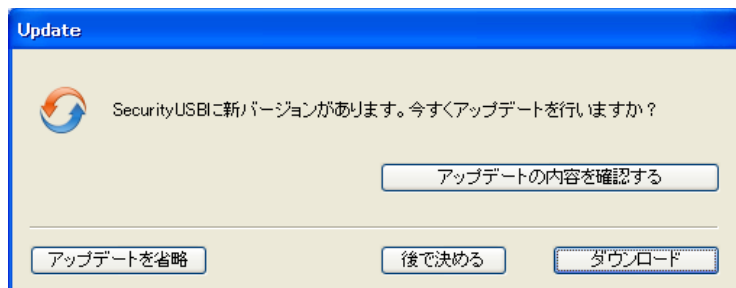 Update
SecurityUSBに新バージョンがあります。今すぐアップデートを行いますか？
アップデートの内容を確認する
アップデートを省略
後で決める
ダウンロード